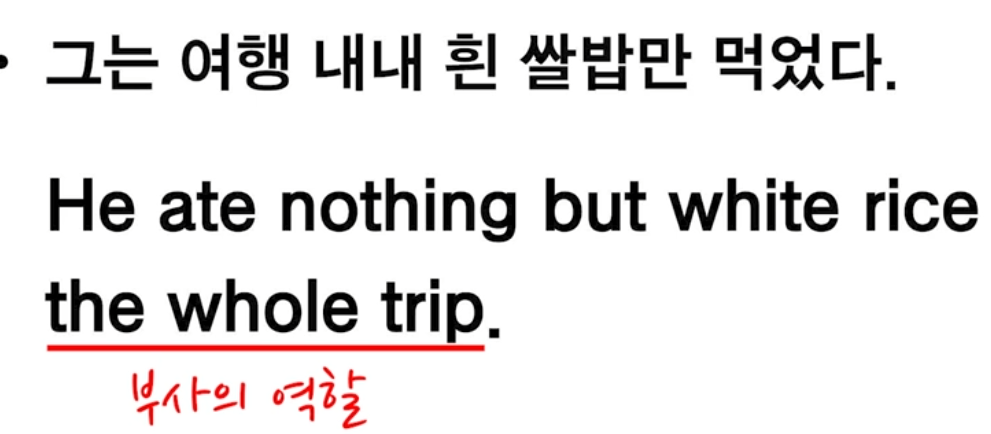 • 그는 여행 내내 흰 쌀밥만 먹었다.
He ate nothing but white rice
the whole trip.
부사의 역할